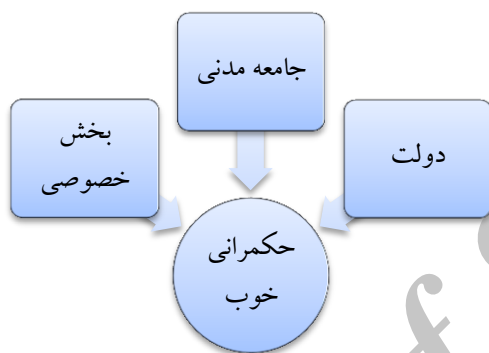 جامعه مدنی
دولت
بخش
خصوصی
حکمرانی
خوب